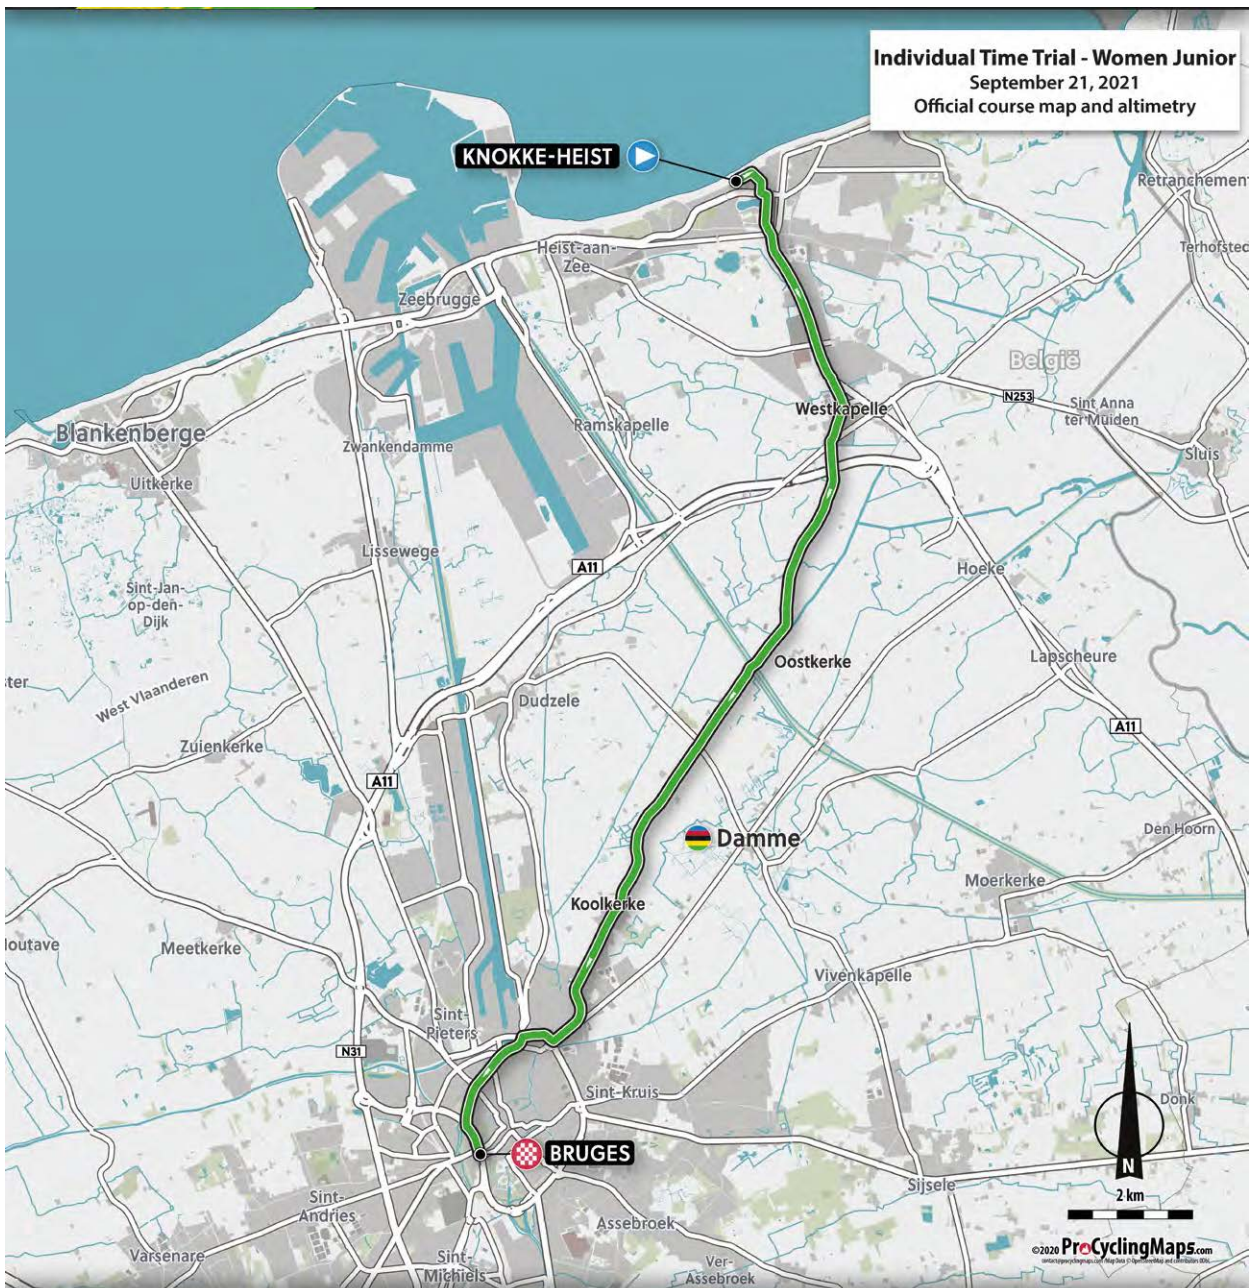 Individual Time Trial - Women Junior
September 21, 2021
Official course map and altimetry
KNOKKE-HEIST
Retranchement
Terhofsted
Heist-aan-
Zee
Zeebrugge
België
N253
Sint Anna
ter Muiden
Westkapelle
Ramskapelle
Blankenberge
Zwankendamme
Sluis
Uitkerke
Lissewege
A11
Hoeke
Sint-Jan-
op-den-
Dijk
Oostkerke
Lapscheure
ster
West Vlaanderen
Dudzele
A11
Zuienkerke
A11
Damme
Den Hoorn
Moerkerke
Koolkerke
Houtave
Meetkerke
Vivenkapelle
Sint-
Pieters
N31
Sint-Kruis
Donk
BRUGES
N
Sijsele
2 km
Sint-
Andries
Assebroek
Varsenare
Sint-
Michiels
Ver-
Assebroek
©2020 ProCyclingMaps.com